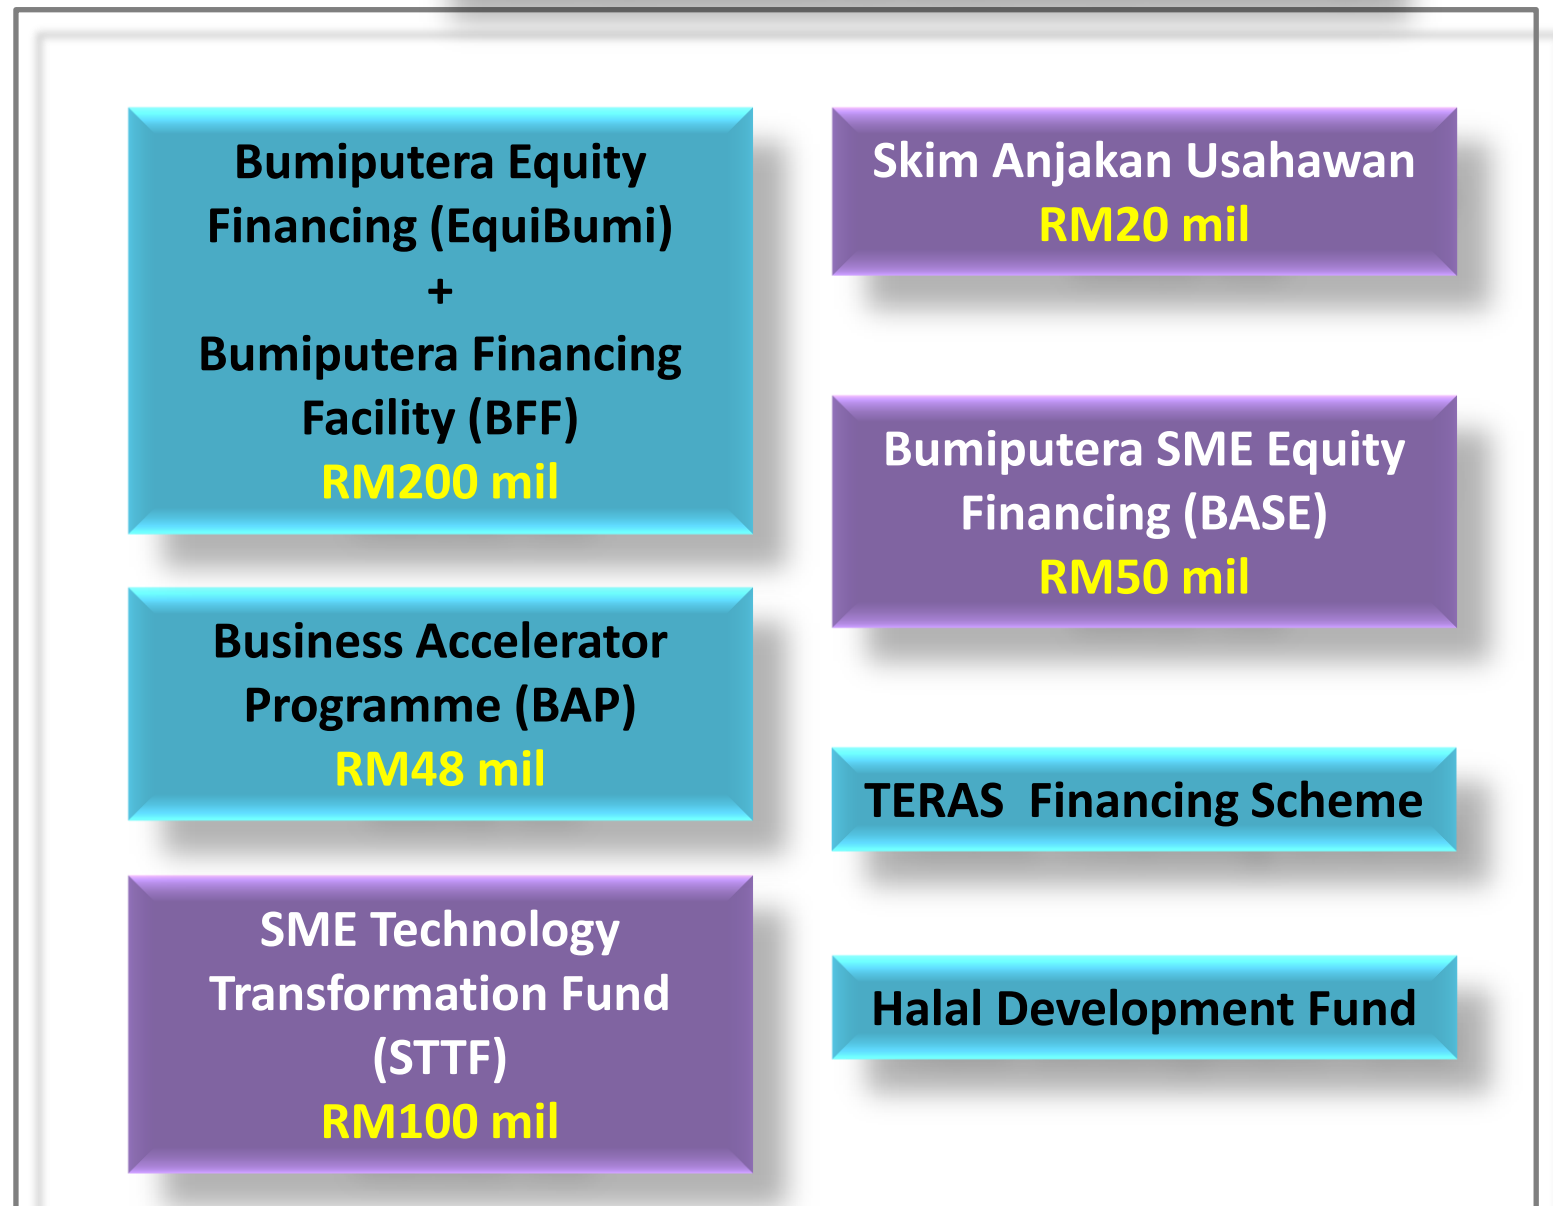 Bumiputera Equity
Financing (EquiBumi)
+
Bumiputera Financing
Facility (BFF)
RM200 mil
Business Accelerator
Programme (BAP)
RM48 mil
SME Technology
Transformation Fund
(STTF)
RM100 mil
Skim Anjakan Usahawan
RM20 mil
Bumiputera SME Equity
Financing (BASE)
RM50 mil
TERAS  Financing Scheme
Halal Development Fund